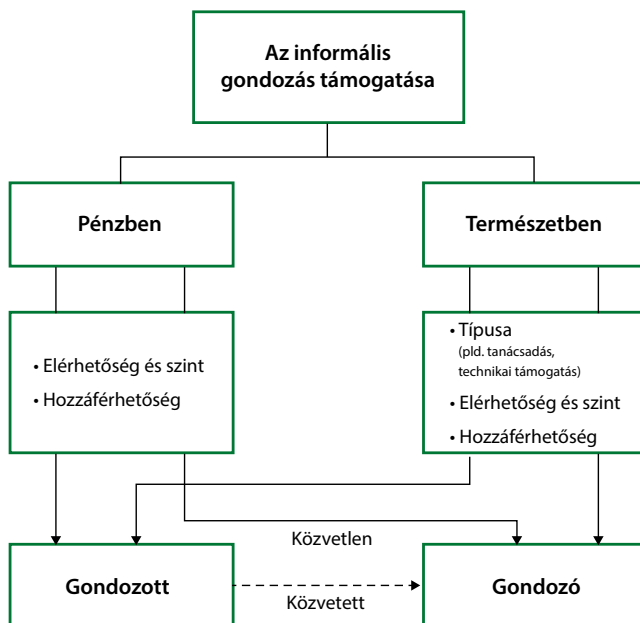 Az informális
gondozás támogatása
Pénzben
Természetben
• Elérhetőség és szint
• Hozzáférhetőség
• Típusa
(pld. tanácsadás,
technikai támogatás)
• Elérhetőség és szint
• Hozzáférhetőség
Közvetlen
Gondozott
Közvetett
Gondozó